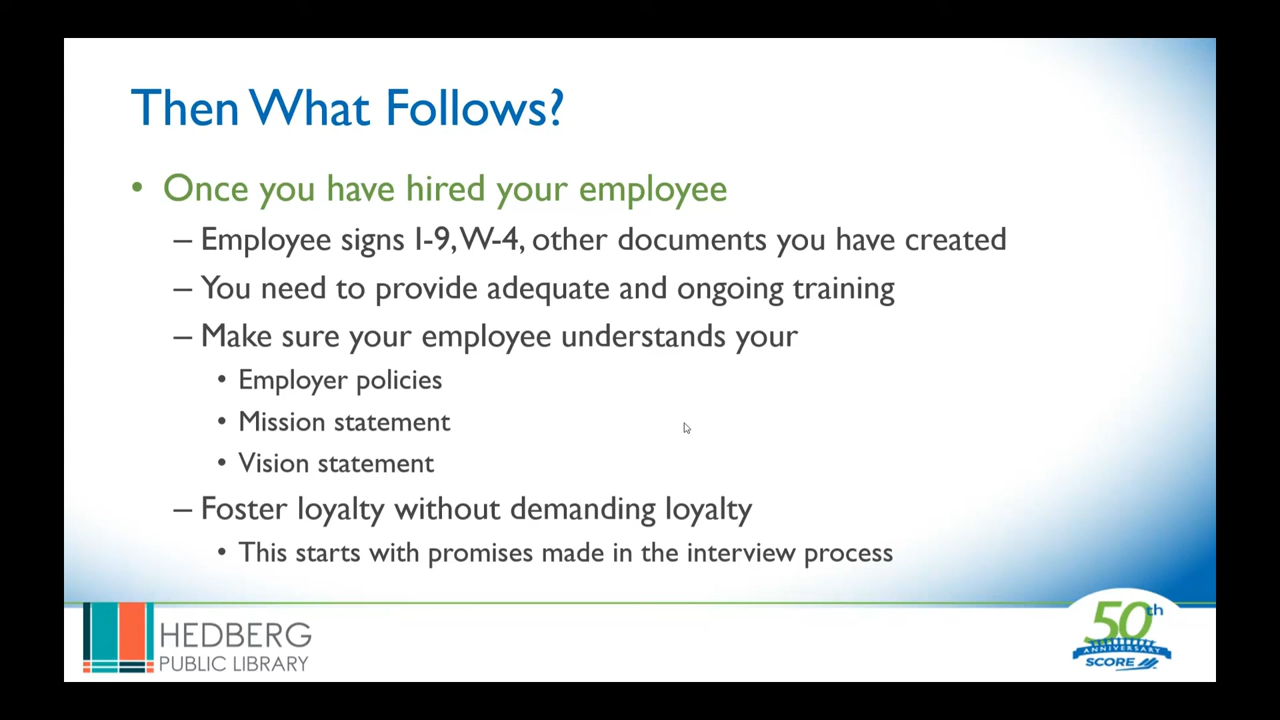 Then What Follows?
• Once you have hired your employee
– Employee signs I-9, W-4, other documents you have created
– You need to provide adequate and ongoing training
– Make sure your employee understands your
• Employer policies
• Mission statement
• Vision statement
– Foster loyalty without demanding loyalty
• This starts with promises made in the interview process
HEDBERG
PUBLIC LIBRARY
50th
ANNIVERSARY
SCORE